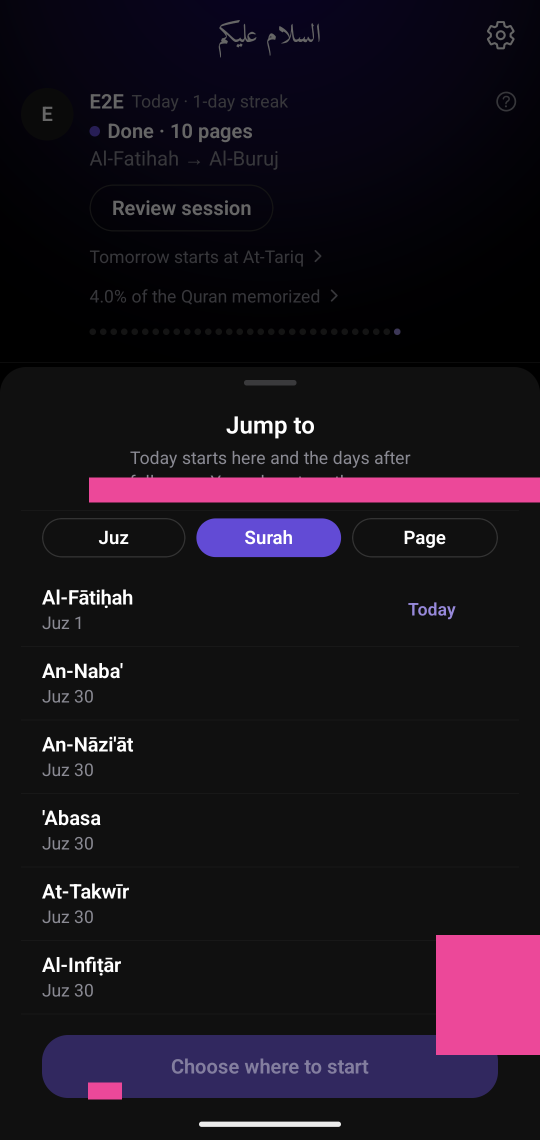 السلام عليكم
E
E2E Today · 1-day streak
Done · 10 pages
Al-Fatihah → Al-Buruj
Review session
Tomorrow starts at At-Tariq
4.0% of the Quran memorized
Jump to
Today starts here and the days after
Juz
Surah
Page
Al-Fātiḥah
Juz 1
Today
An-Naba'
Juz 30
An-Nāzi'āt
Juz 30
'Abasa
Juz 30
At-Takwīr
Juz 30
Al-Infiṭār
Juz 30
Choose where to start